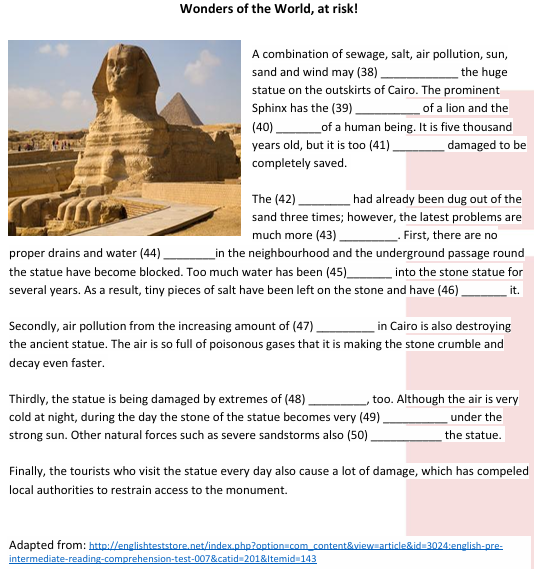 Wonders of the World, at risk!
A combination of sewage, salt, air pollution, sun,
sand and wind may (38) ____________ the huge
statue on the outskirts of Cairo. The prominent
Sphinx has the (39) __________ of a lion and the
(40) _______of a human being. It is five thousand
years old, but it is too (41) ________ damaged to be
completely saved.
The (42) ________ had already been dug out of the
sand three times; however, the latest problems are
much more (43) _________. First, there are no
proper drains and water (44) ________in the neighbourhood and the underground passage round
the statue have become blocked. Too much water has been (45)_______ into the stone statue for
several years. As a result, tiny pieces of salt have been left on the stone and have (46) _______ it.
Secondly, air pollution from the increasing amount of (47) _________ in Cairo is also destroying
the ancient statue. The air is so full of poisonous gases that it is making the stone crumble and
decay even faster.
Thirdly, the statue is being damaged by extremes of (48) _________, too. Although the air is very
cold at night, during the day the stone of the statue becomes very (49) __________ under the
strong sun. Other natural forces such as severe sandstorms also (50) ___________ the statue.
Finally, the tourists who visit the statue every day also cause a lot of damage, which has compeled
local authorities to restrain access to the monument.
Adapted from: http://englishteststore.net/index.php?option=com_content&view=article&id=3024:english-pre-
intermediate-reading-comprehension-test-007&catid=201&Itemid=143